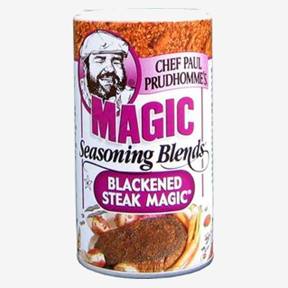 CHEF PAUL
PRUDHOMME'S
MAGIC
Seasoning Blends
BLACKENED
STEAK MAGIC®